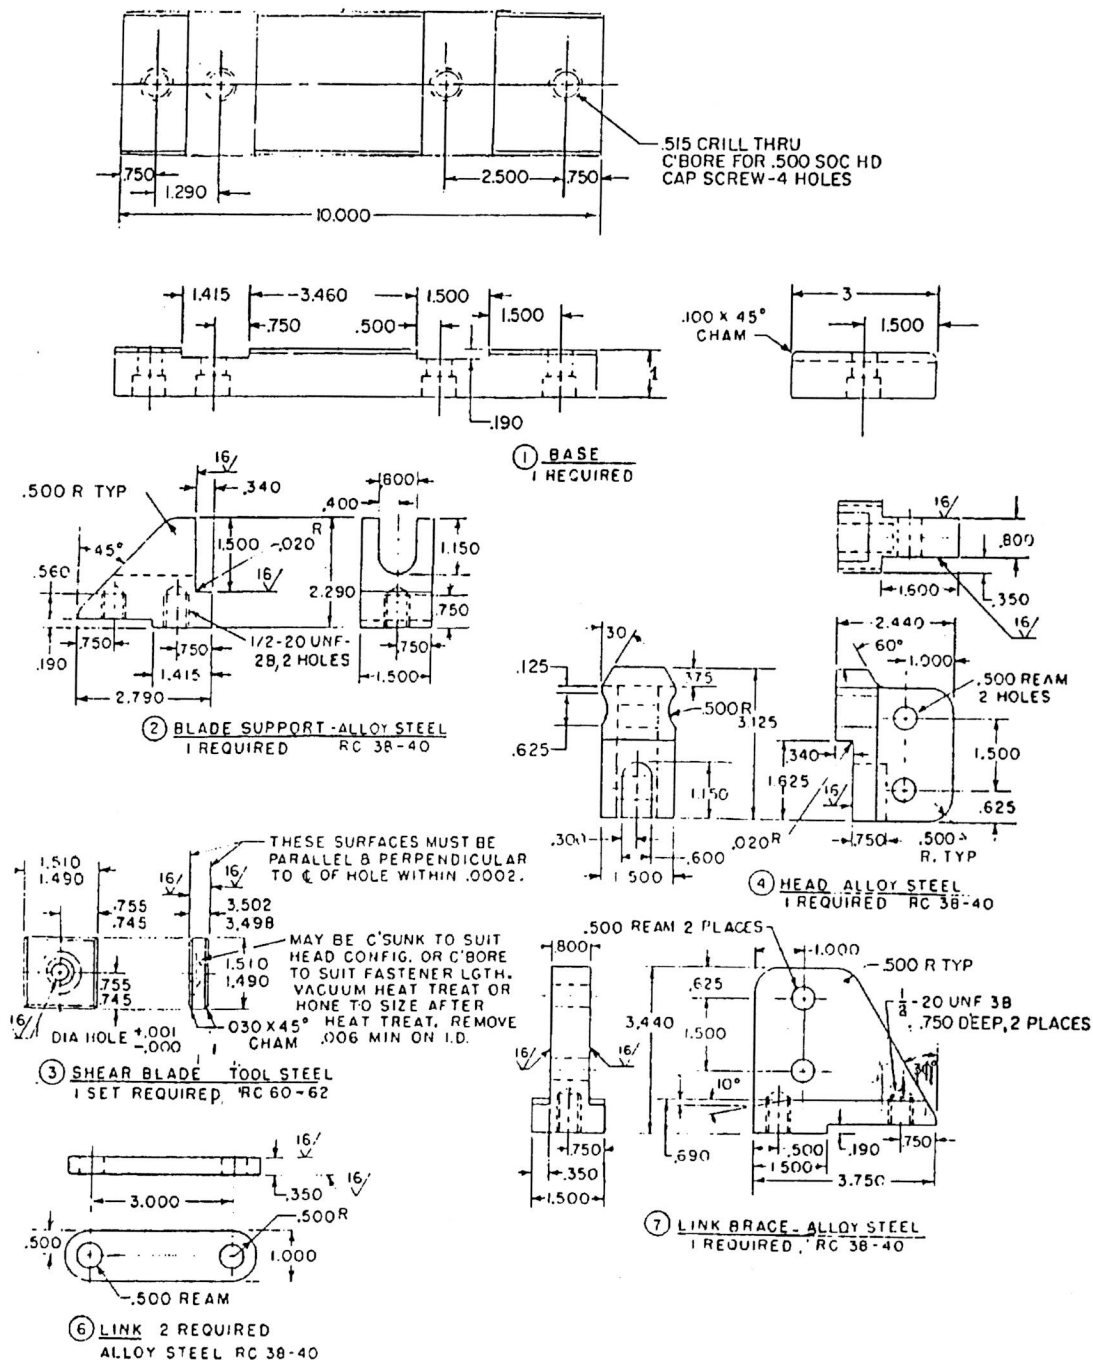 .515 CRILL THRU
C'BORE FOR .500 SOC HD
CAP SCREW-4 HOLES
.750
1.290
2.500
.750
10.000
1.415
3.460
1.500
.750
.500
1.500
.190
1
.100 X 45°
CHAM
3
1.500
① BASE
1 REQUIRED
.500 R TYP
16/
.340
45°
.560
1.500
.020
R
16/
2.290
.190
.750
.750
1.415
2.790
1/2-20 UNF-
2B, 2 HOLES
.800
.400
1.150
.750
.750
1.500
② BLADE SUPPORT-ALLOY STEEL
1 REQUIRED RC 38-40
16/
.800
.350
1.600
16/
30
.125
.375
.500R
3.125
.625
1.150
1.625
.300
.600
1.500
2.440
60°
1.000
.500 REAM
2 HOLES
.340
16/
1.500
.625
.020R
.750
.500
R. TYP
④ HEAD ALLOY STEEL
1 REQUIRED RC 38-40
1.510
1.490
.755
.745
.755
.745
16/
DIA HOLE +.001
-.000
THESE SURFACES MUST BE
PARALLEL & PERPENDICULAR
TO ℄ OF HOLE WITHIN .0002.
16/
16/
3.502
3.498
1.510
1.490
MAY BE C'SUNK TO SUIT
HEAD CONFIG. OR C'BORE
TO SUIT FASTENER LGTH.
VACUUM HEAT TREAT OR
HONE TO SIZE AFTER
HEAT TREAT. REMOVE
.006 MIN ON I.D.
.030 X 45°
CHAM
③ SHEAR BLADE TOOL STEEL
1 SET REQUIRED, RC 60-62
16/
16/
.350
3.000
.500R
.500
1.000
.500 REAM
⑥ LINK 2 REQUIRED
ALLOY STEEL RC 38-40
.500 REAM 2 PLACES
.800
1.000
.500 R TYP
.625
1.500
3.440
-20 UNF 3B
.750 DEEP, 2 PLACES
16/
16/
10°
.750
.350
1.500
.690
.500
1.500
.190
.750
3.750
⑦ LINK BRACE-ALLOY STEEL
1 REQUIRED, RC 38-40